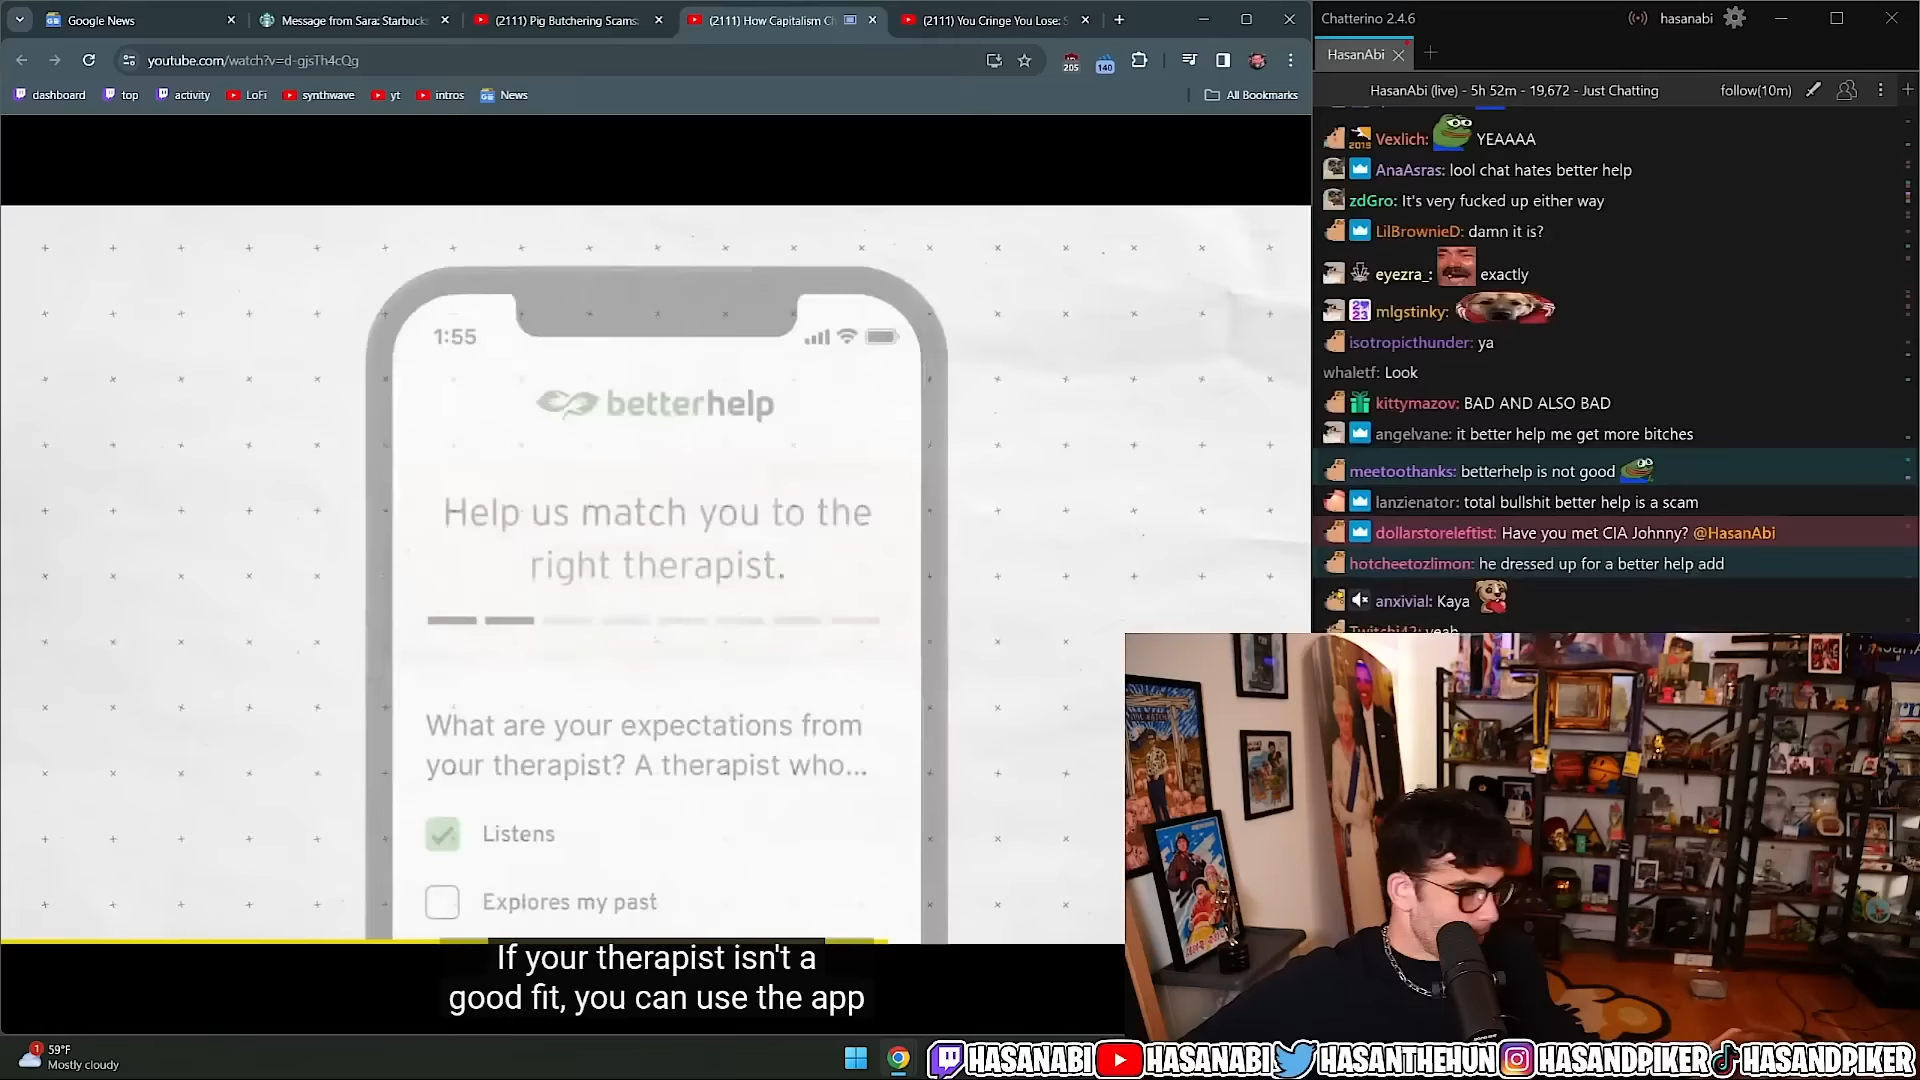 Google News
Message from Sara: Starbucks
(2111) Pig Butchering Scams:
(2111) How Capitalism Ch
(2111) You Cringe You Lose: S
youtube.com/watch?v=d-gjsTh4cQg
205
140
dashboard
top
activity
LoFi
synthwave
yt
intros
News
All Bookmarks
1:55
betterhelp
Help us match you to the
right therapist.
What are your expectations from
your therapist? A therapist who...
Listens
Explores my past
If your therapist isn't a
good fit, you can use the app
Chatterino 2.4.6
hasanabi
HasanAbi
HasanAbi (live) - 5h 52m - 19,672 - Just Chatting
follow(10m)
2019 Vexlich: YEAAAA
AnaAsras: lool chat hates better help
zdGro: It's very fucked up either way
LilBrownieD: damn it is?
eyezra_: exactly
mlgstinky:
isotropicthunder: ya
whaletf: Look
kittymazov: BAD AND ALSO BAD
angelvane: it better help me get more bitches
meetoothanks: betterhelp is not good
lanzienator: total bullshit better help is a scam
dollarstoreleftist: Have you met CIA Johnny? @HasanAbi
hotcheetozlimon: he dressed up for a better help add
anxivial: Kaya
Twitchi42: yeah
1
59°F
Mostly cloudy
HASANABI
HASANABI
HASANTHEHUN
HASANDPIKER
HASANDPIKER